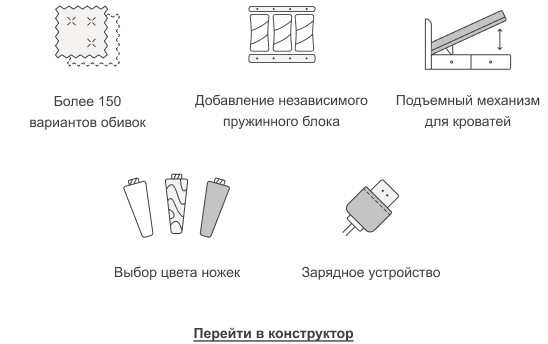 Более 150
вариантов обивок
Добавление независимого
пружинного блока
Подъемный механизм
для кроватей
Выбор цвета ножек
Зарядное устройство
Перейти в конструктор